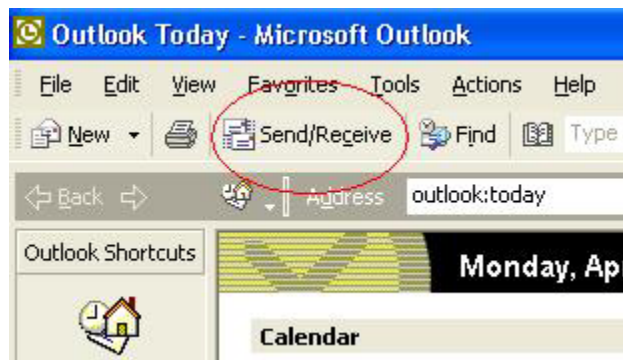 Outlook Today - Microsoft Outlook
File Edit View Favorites Tools Actions Help
New Send/Receive Find Type
Back Address outlook:today
Outlook Shortcuts
Monday, Apr
Calendar